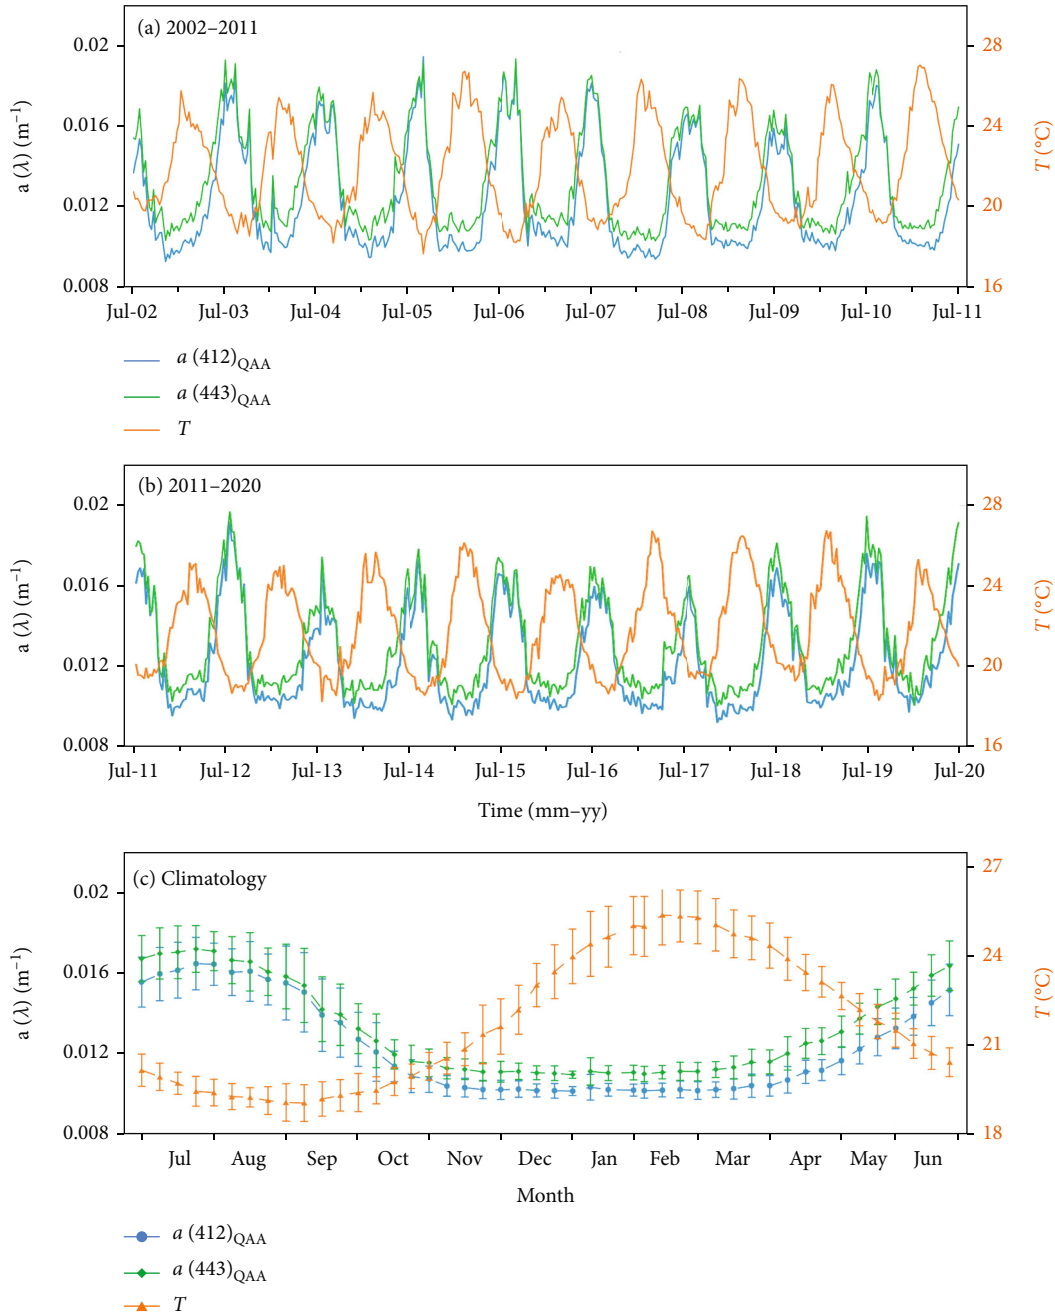 (a) 2002–2011
0.02
0.016
0.012
0.008
a (λ) (m⁻¹)
28
24
20
16
T (°C)
Jul-02 Jul-03 Jul-04 Jul-05 Jul-06 Jul-07 Jul-08 Jul-09 Jul-10 Jul-11
a (412)QAA
a (443)QAA
T
(b) 2011–2020
0.02
0.016
0.012
0.008
a (λ) (m⁻¹)
28
24
20
16
T (°C)
Jul-11 Jul-12 Jul-13 Jul-14 Jul-15 Jul-16 Jul-17 Jul-18 Jul-19 Jul-20
Time (mm–yy)
(c) Climatology
0.02
0.016
0.012
0.008
a (λ) (m⁻¹)
27
24
21
18
T (°C)
Jul Aug Sep Oct Nov Dec Jan Feb Mar Apr May Jun
Month
a (412)QAA
a (443)QAA
T